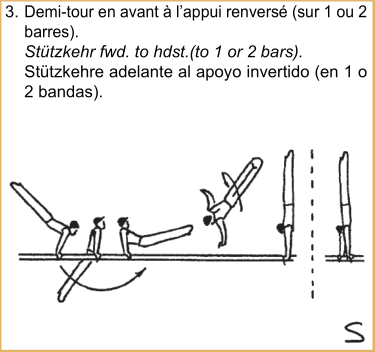 3. Demi-tour en avant à l'appui renversé (sur 1 ou 2
barres).
Stützkehr fwd. to hdst.(to 1 or 2 bars).
Stützkehre adelante al apoyo invertido (en 1 o
2 bandas).
S